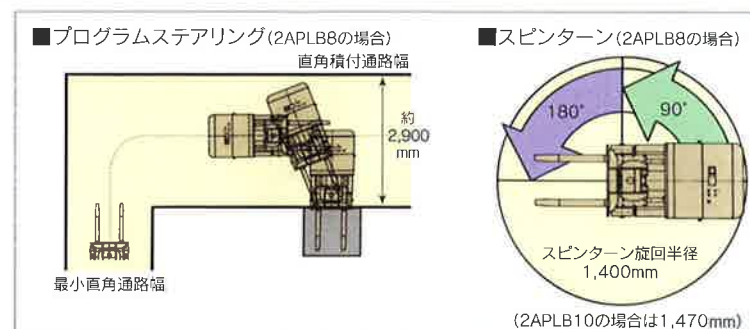 ■プログラムステアリング(2APLB8の場合)
直角積付通路幅
約
2,900
mm
最小直角通路幅
■スピンターン(2APLB8の場合)
180°
90°
スピンターン旋回半径
1,400mm
(2APLB10の場合は1,470mm)